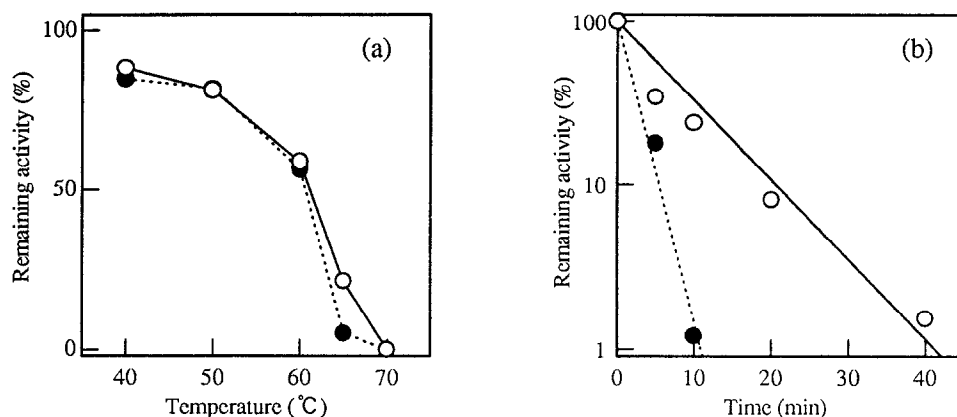 (a)
Remaining activity (%)
100
50
0
40 50 60 70
Temperature (℃)
(b)
Remaining activity (%)
100
10
1
0 10 20 30 40
Time (min)